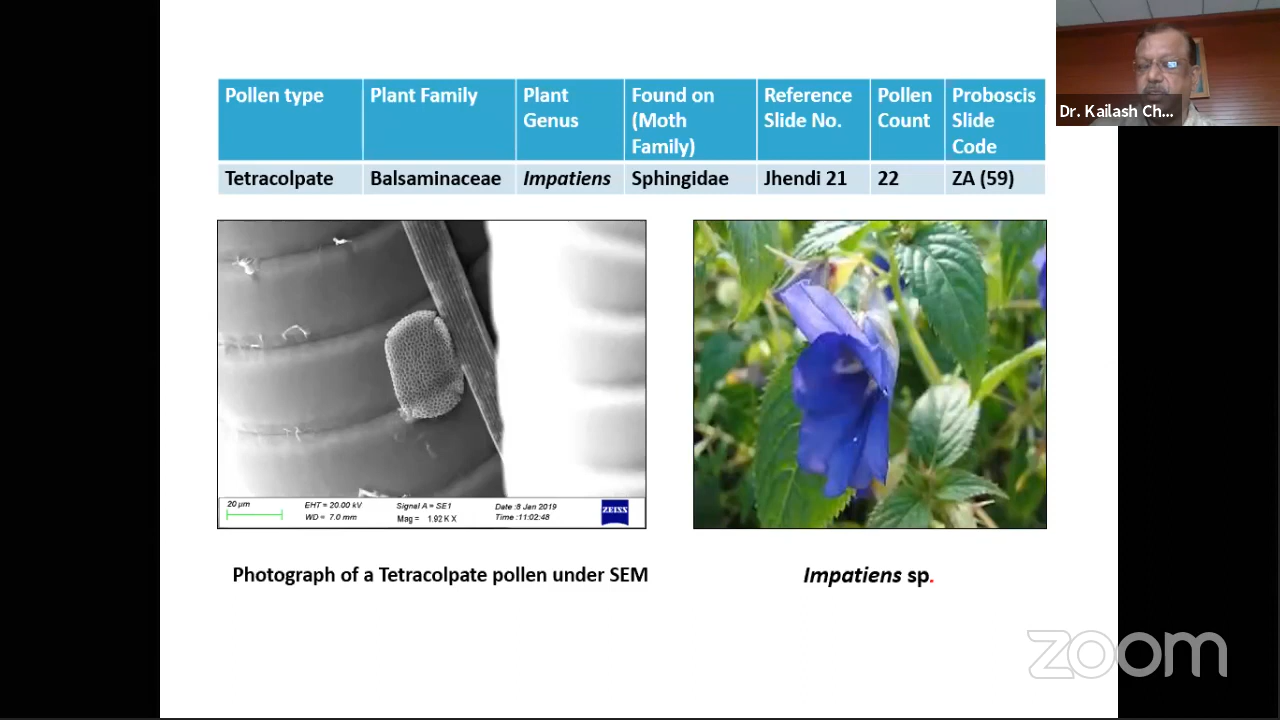 Pollen type Plant Family Plant Genus Found on (Moth Family) Reference Slide No. Pollen Count Proboscis Slide Code
Tetracolpate Balsaminaceae Impatiens Sphingidae Jhendi 21 22 ZA (59)
Dr. Kailash Ch...
20 µm EHT = 20.00 kV Signal A = SE1 Date :8 Jan 2019 ZEISS
WD = 7.0 mm Mag = 1.92 K X Time :11:02:48
Photograph of a Tetracolpate pollen under SEM
Impatiens sp.
zoom